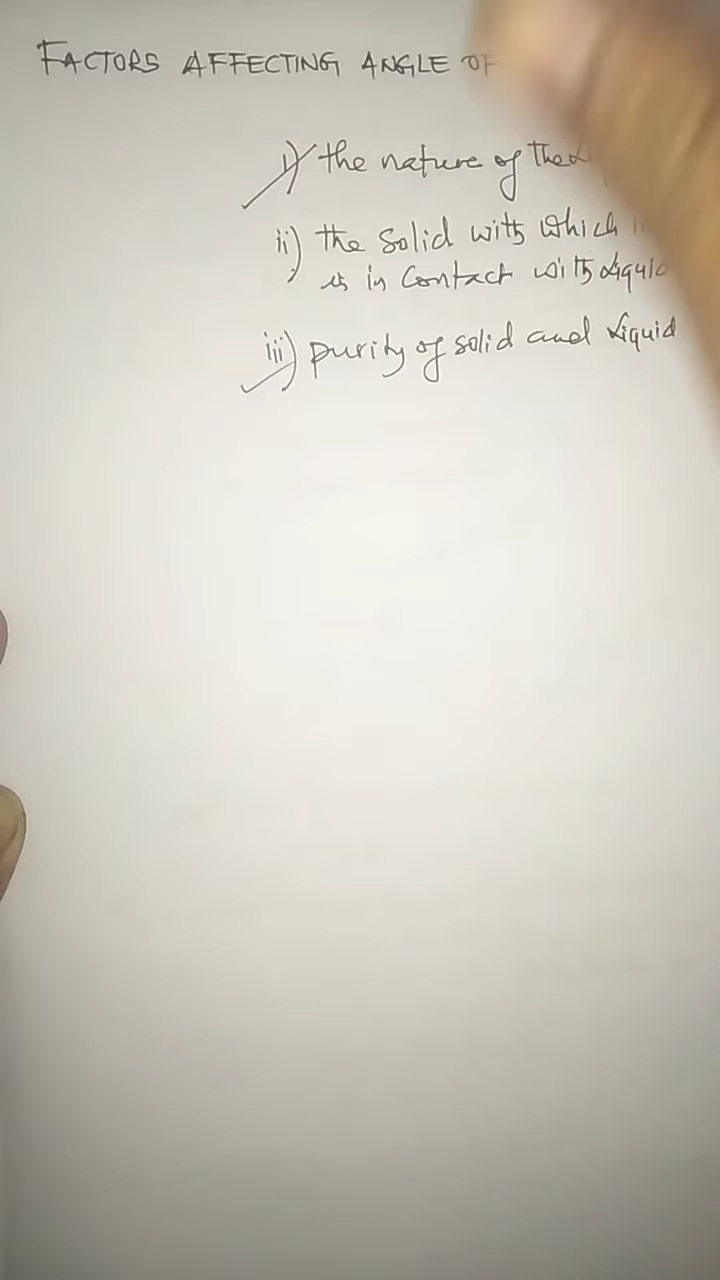 FACTORS AFFECTING ANGLE OF
i) the nature of the
ii) the solid with which
is in contact with liquid
iii) purity of solid and liquid